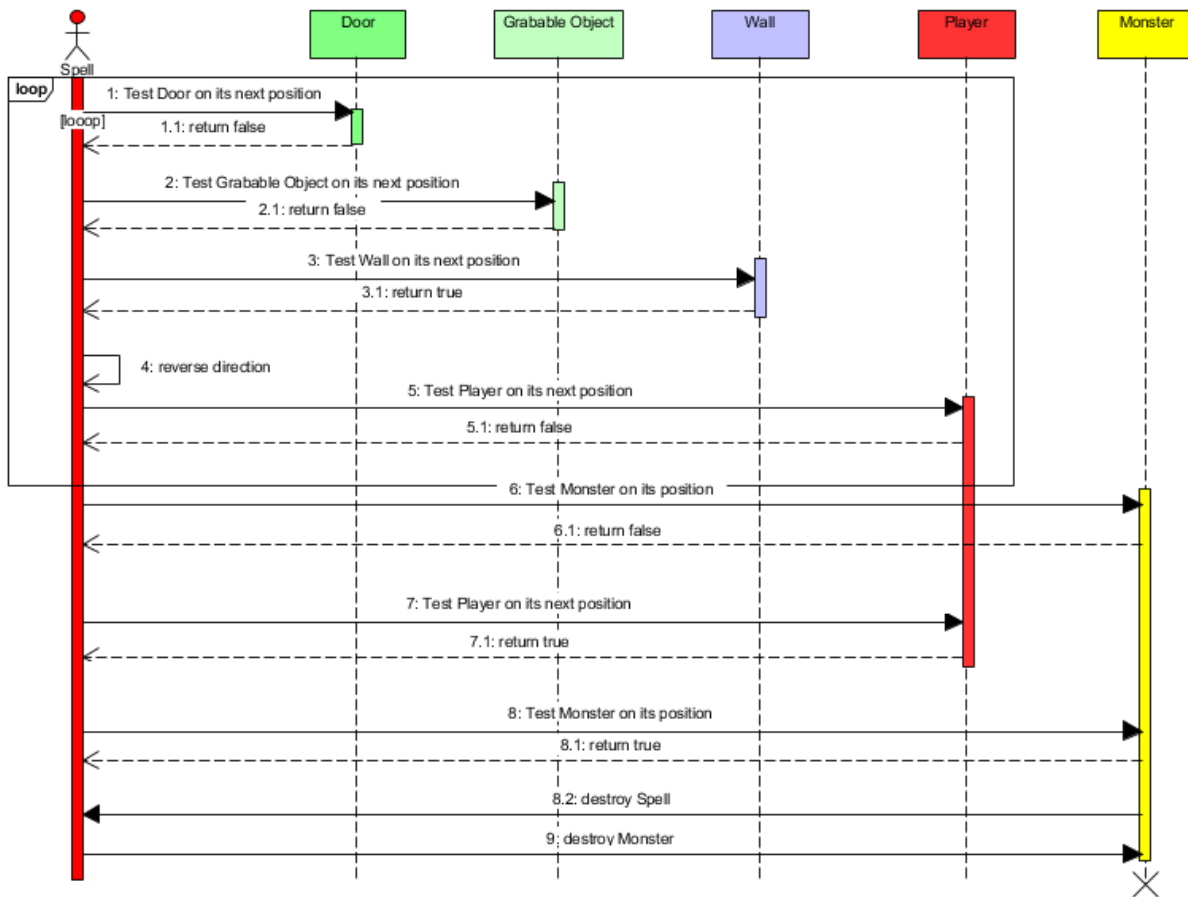 Door
Grabable Object
Wall
Player
Monster
Spell
loop
1: Test Door on its next position
[looop]
1.1: return false
2: Test Grabable Object on its next position
2.1: return false
3: Test Wall on its next position
3.1: return true
4: reverse direction
5: Test Player on its next position
5.1: return false
6: Test Monster on its position
6.1: return false
7: Test Player on its next position
7.1: return true
8: Test Monster on its position
8.1: return true
8.2: destroy Spell
9: destroy Monster